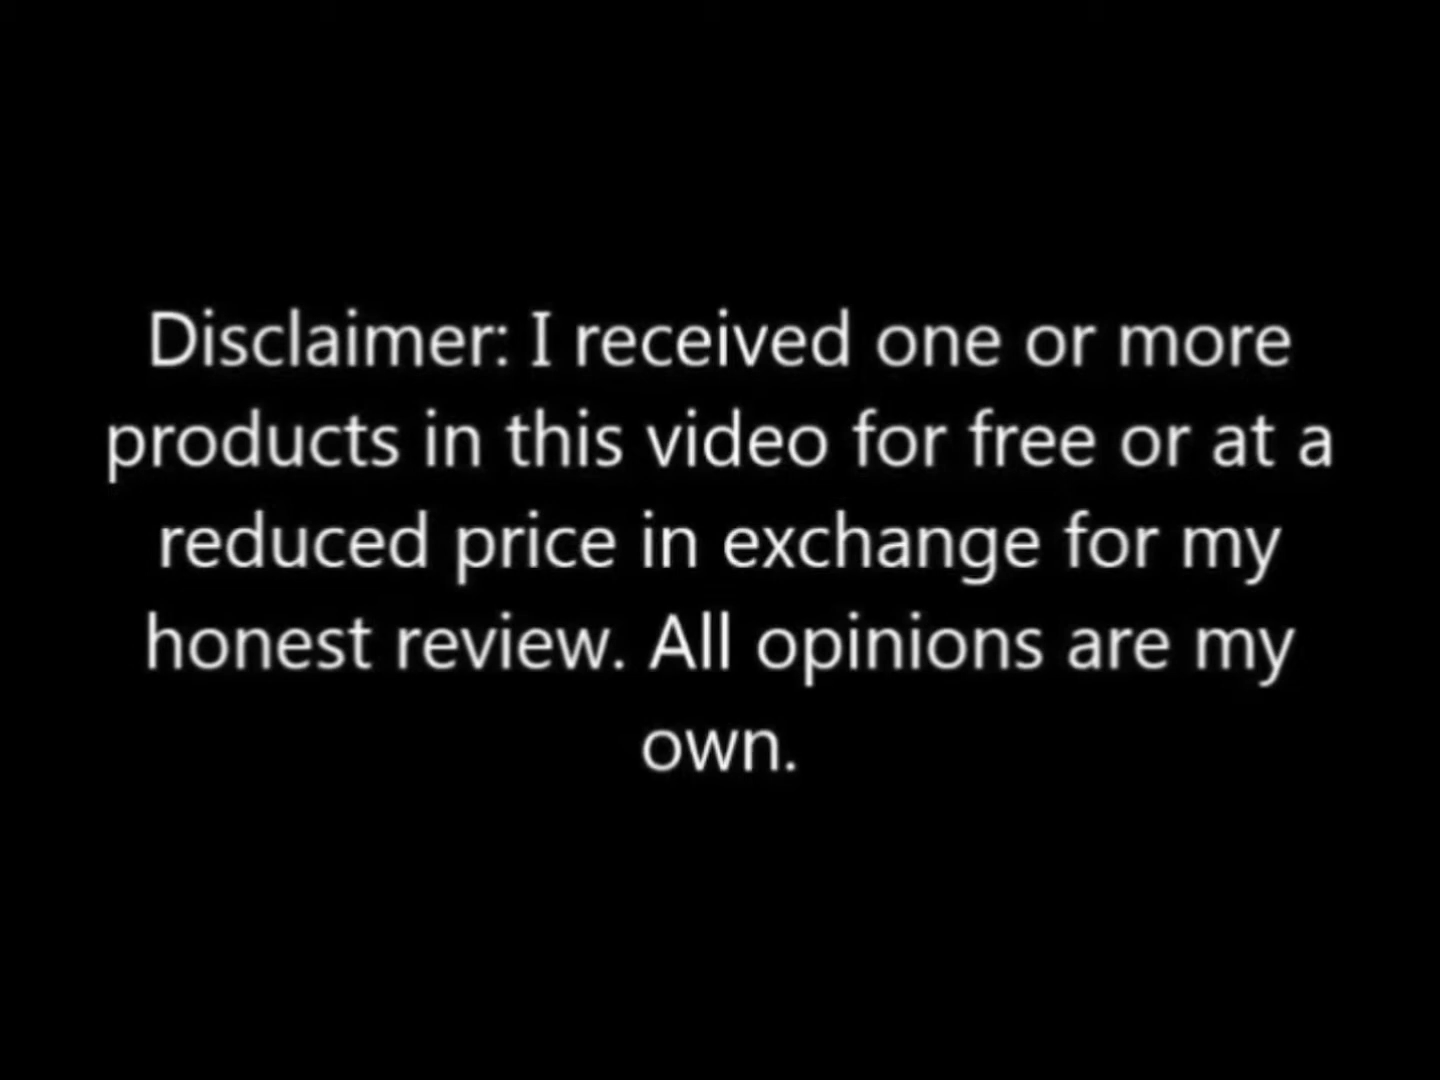 Disclaimer: I received one or more
products in this video for free or at a
reduced price in exchange for my
honest review. All opinions are my
own.